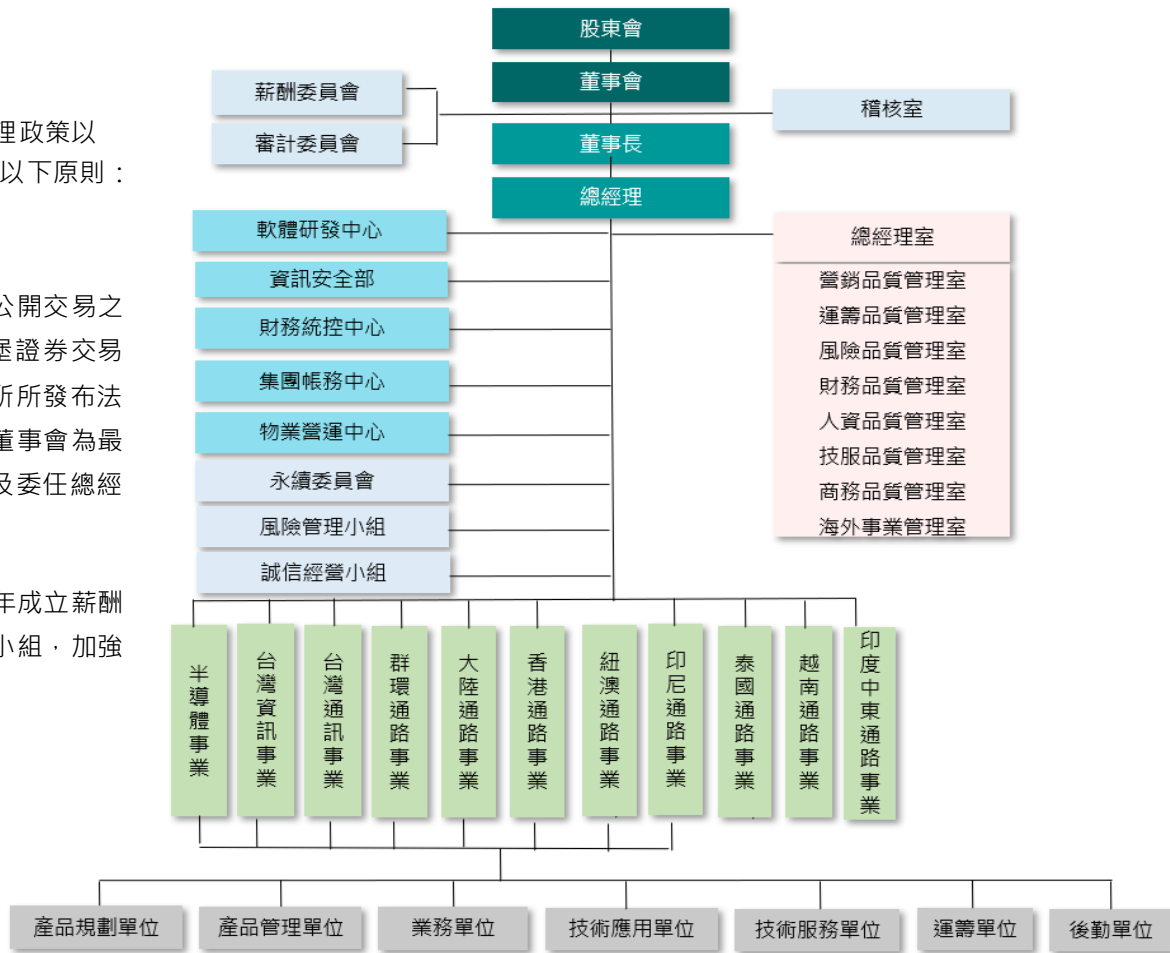 股東會
董事會
薪酬委員會
審計委員會
稽核室
董事長
總經理
理政策以
以下原則：
公開交易之
證券交易
所所發布法
董事會為最
及委任總經
年成立薪酬
小組，加強
軟體研發中心
資訊安全部
財務統控中心
集團帳務中心
物業營運中心
永續委員會
風險管理小組
誠信經營小組
總經理室
營銷品質管理室
運籌品質管理室
風險品質管理室
財務品質管理室
人資品質管理室
技服品質管理室
商務品質管理室
海外事業管理室
半導體事業
台灣資訊事業
台灣通訊事業
群環通路事業
大陸通路事業
香港通路事業
紐澳通路事業
印尼通路事業
泰國通路事業
越南通路事業
印度中東通路事業
產品規劃單位
產品管理單位
業務單位
技術應用單位
技術服務單位
運籌單位
後勤單位